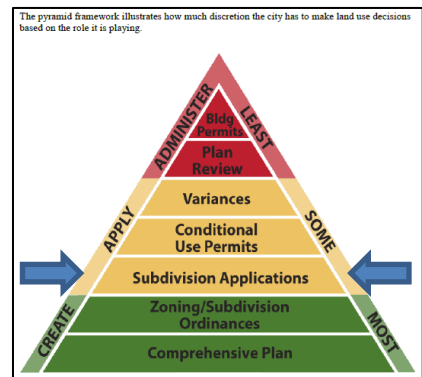 The pyramid framework illustrates how much discretion the city has to make land use decisions
based on the role it is playing.
ADMINISTER
LEAST
Bldg
Permits
Plan
Review
APPLY
SOME
Variances
Conditional
Use Permits
Subdivision Applications
CREATE
MOST
Zoning/Subdivision
Ordinances
Comprehensive Plan